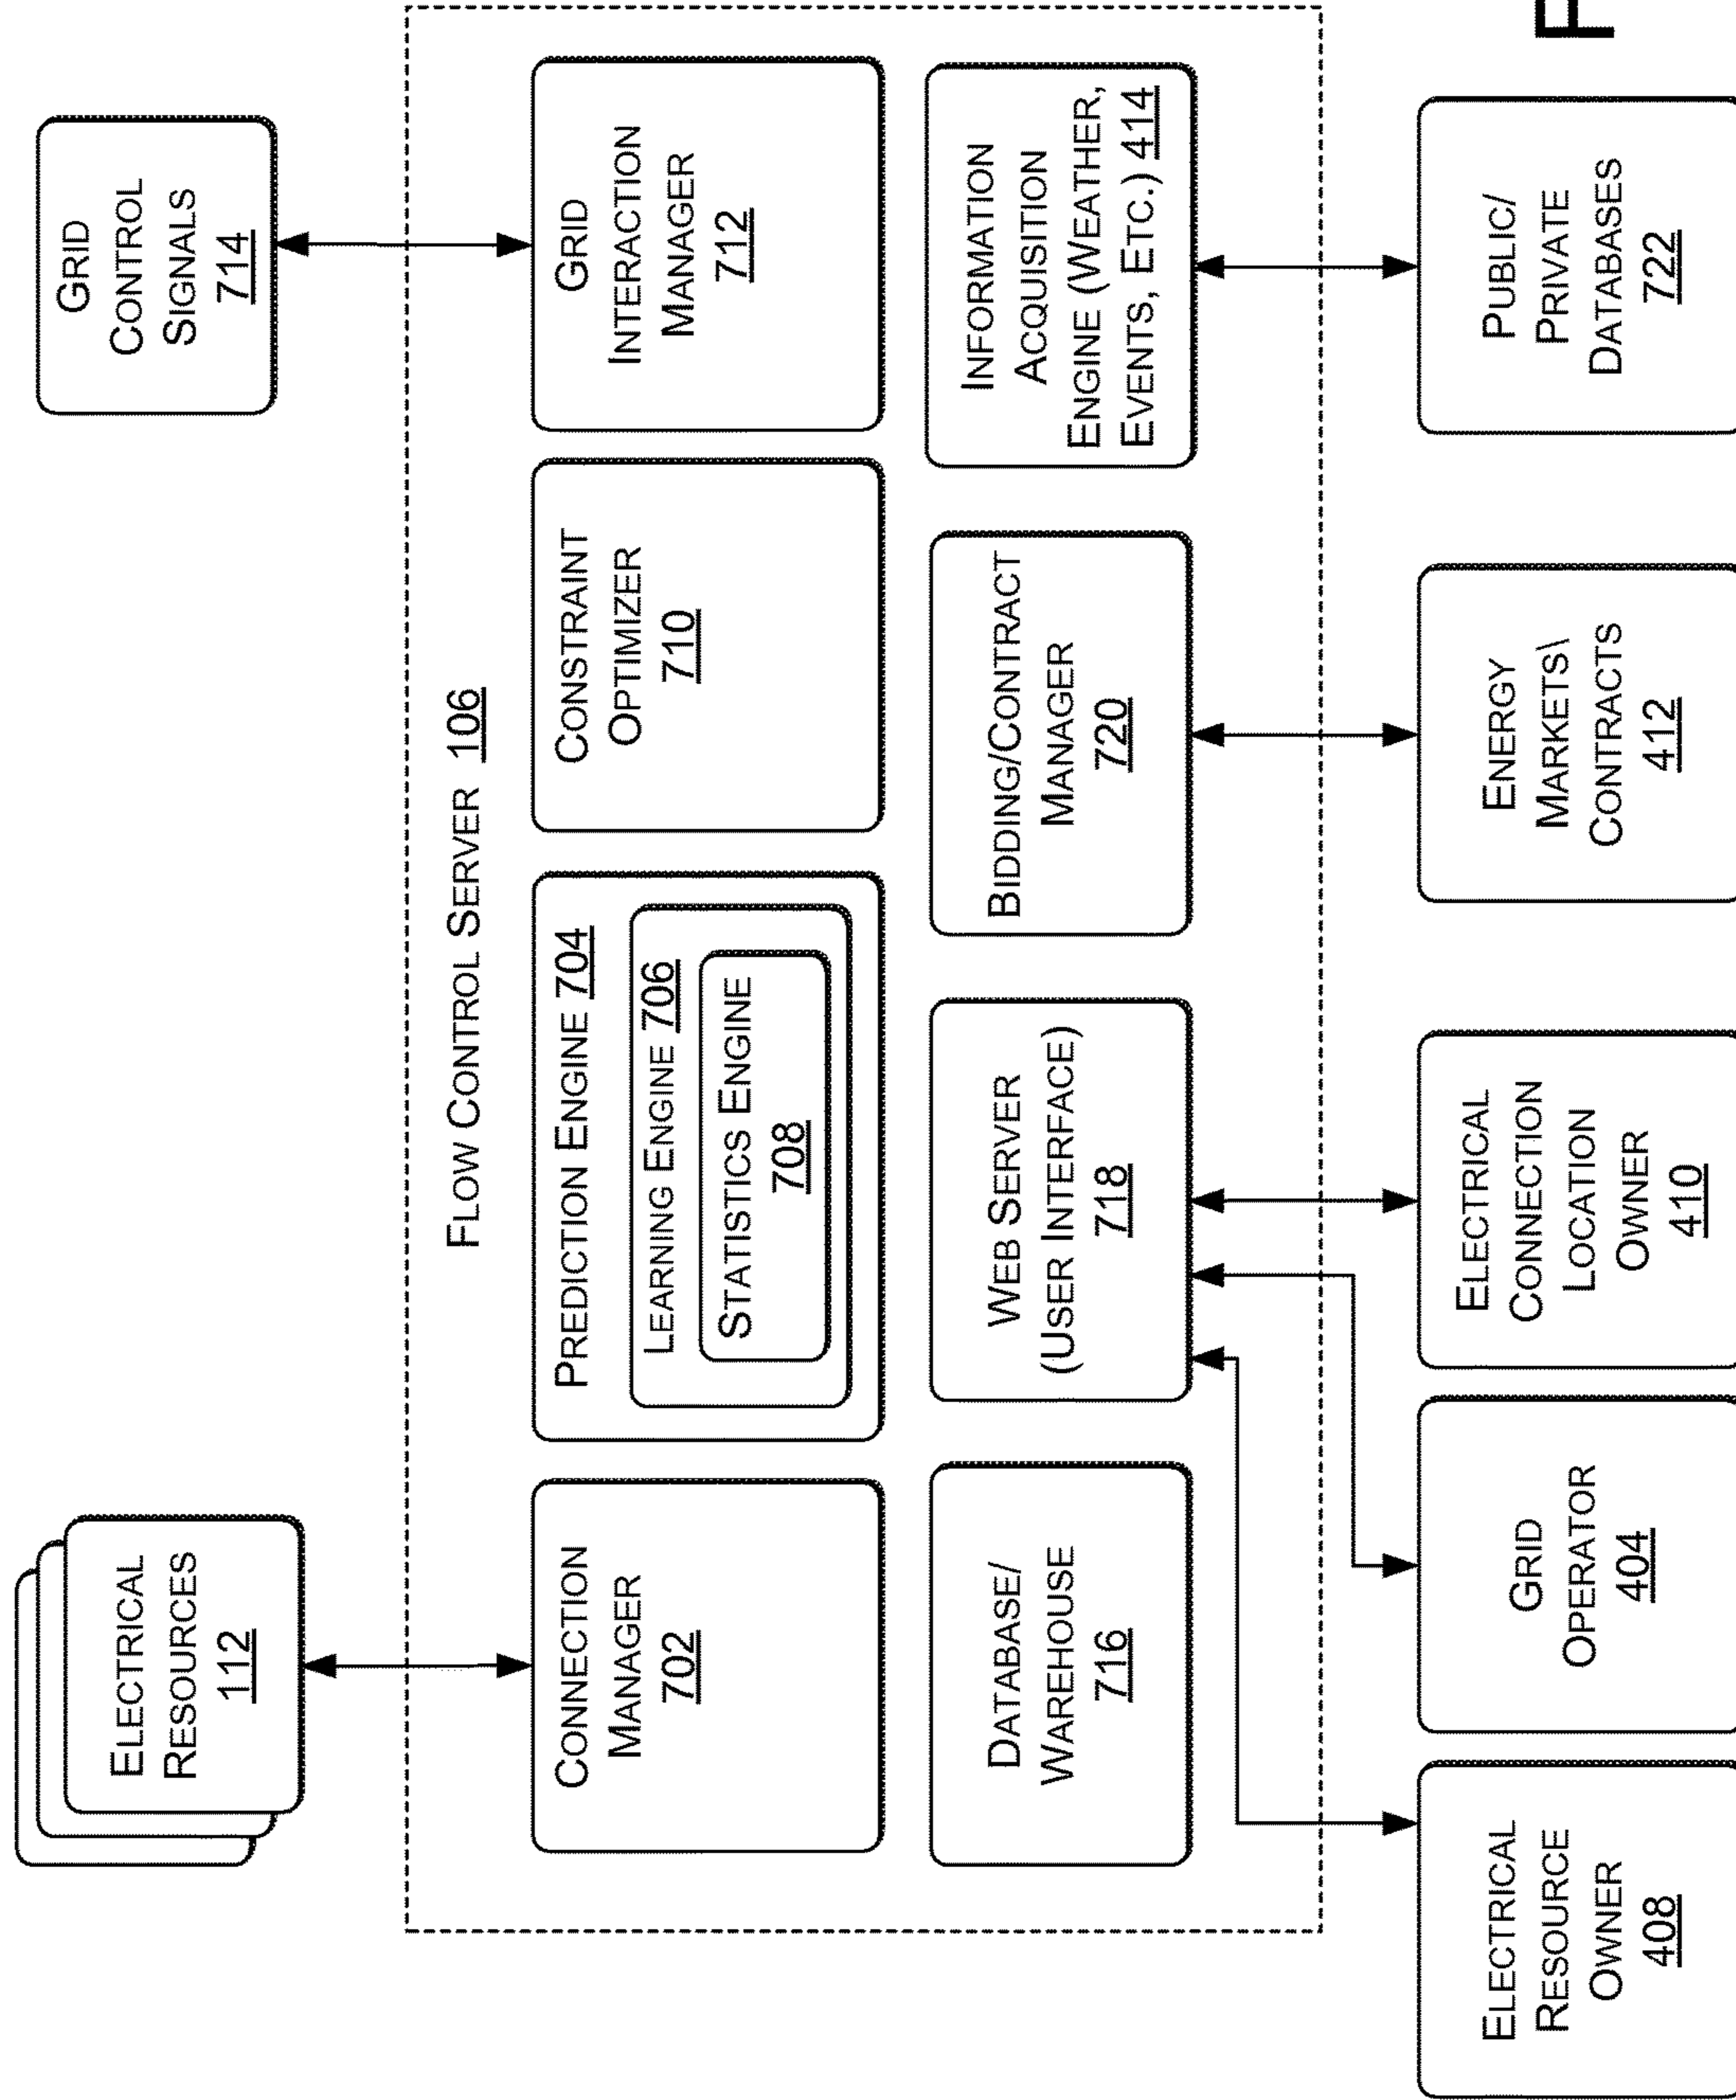 ELECTRICAL
RESOURCES
112
GRID
CONTROL
SIGNALS
714
FLOW CONTROL SERVER 106
CONNECTION
MANAGER
702
PREDICTION ENGINE 704
LEARNING ENGINE 706
STATISTICS ENGINE
708
CONSTRAINT
OPTIMIZER
710
GRID
INTERACTION
MANAGER
712
DATABASE/
WAREHOUSE
716
WEB SERVER
(USER INTERFACE)
718
BIDDING/CONTRACT
MANAGER
720
INFORMATION
ACQUISITION
ENGINE (WEATHER,
EVENTS, ETC.) 414
ELECTRICAL
RESOURCE
OWNER
408
GRID
OPERATOR
404
ELECTRICAL
CONNECTION
LOCATION
OWNER
410
ENERGY
MARKETS\
CONTRACTS
412
PUBLIC/
PRIVATE
DATABASES
722
F